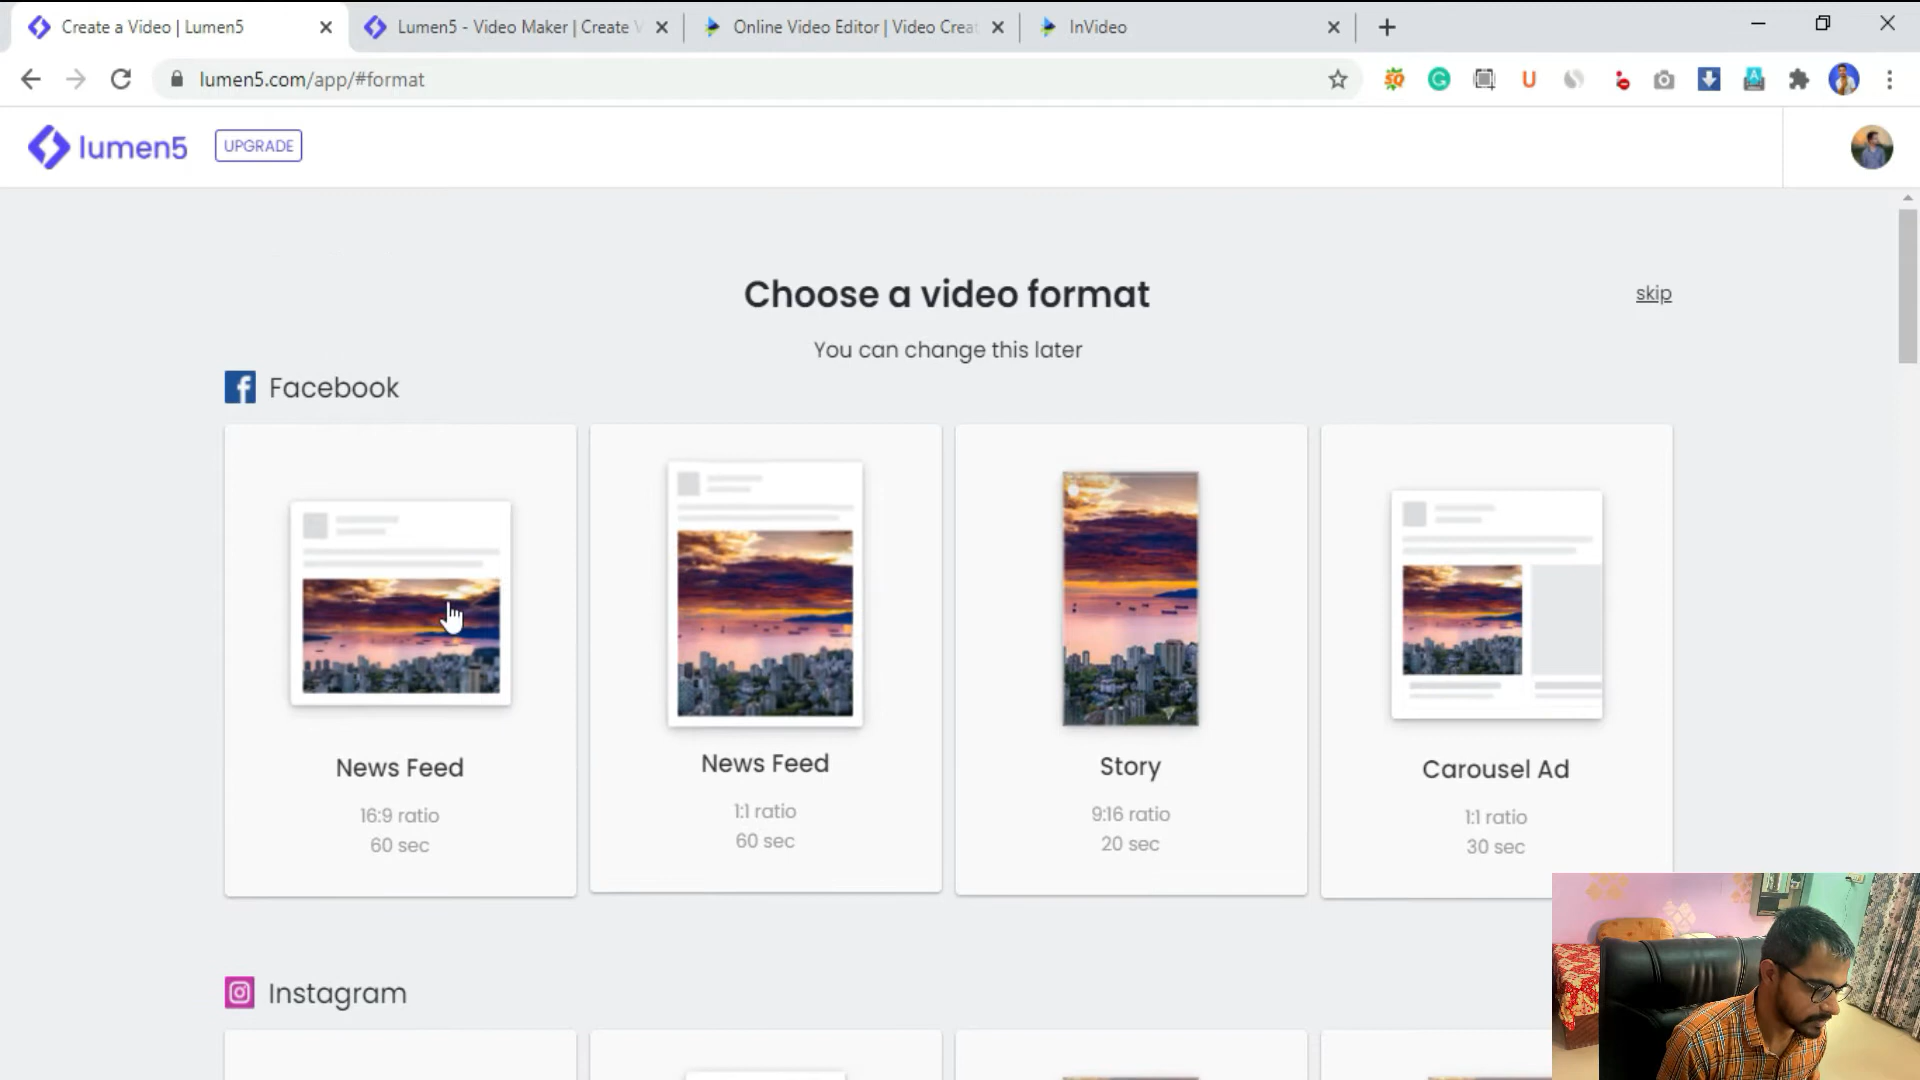 Create a Video | Lumen5
Lumen5 - Video Maker | Create V
Online Video Editor | Video Crea
InVideo
lumen5.com/app/#format
lumen5
UPGRADE
Choose a video format
skip
You can change this later
Facebook
News Feed
16:9 ratio
60 sec
News Feed
1:1 ratio
60 sec
Story
9:16 ratio
20 sec
Carousel Ad
1:1 ratio
30 sec
Instagram